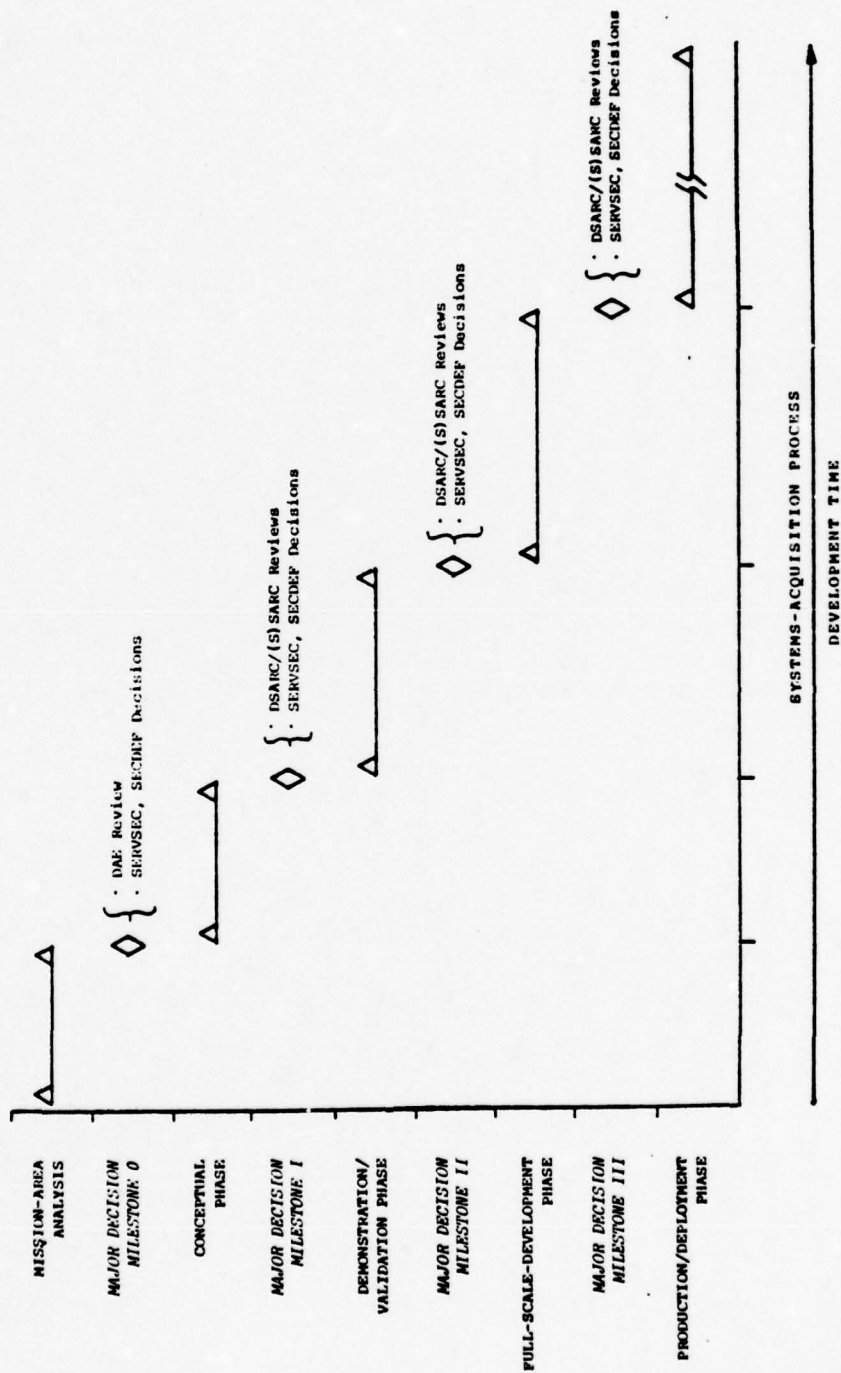 MISSION-AREA
ANALYSIS
MAJOR DECISION
MILESTONE 0
· DAE Review
· SERVSEC, SECDEF Decisions
CONCEPTUAL
PHASE
MAJOR DECISION
MILESTONE I
· DSARC/(S)SARC Reviews
· SERVSEC, SECDEF Decisions
DEMONSTRATION/
VALIDATION PHASE
MAJOR DECISION
MILESTONE II
· DSARC/(S)SARC Reviews
· SERVSEC, SECDEF Decisions
FULL-SCALE-DEVELOPMENT
PHASE
MAJOR DECISION
MILESTONE III
· DSARC/(S)SARC Reviews
· SERVSEC, SECDEF Decisions
PRODUCTION/DEPLOYMENT
PHASE
SYSTEMS-ACQUISITION PROCESS
DEVELOPMENT TIME